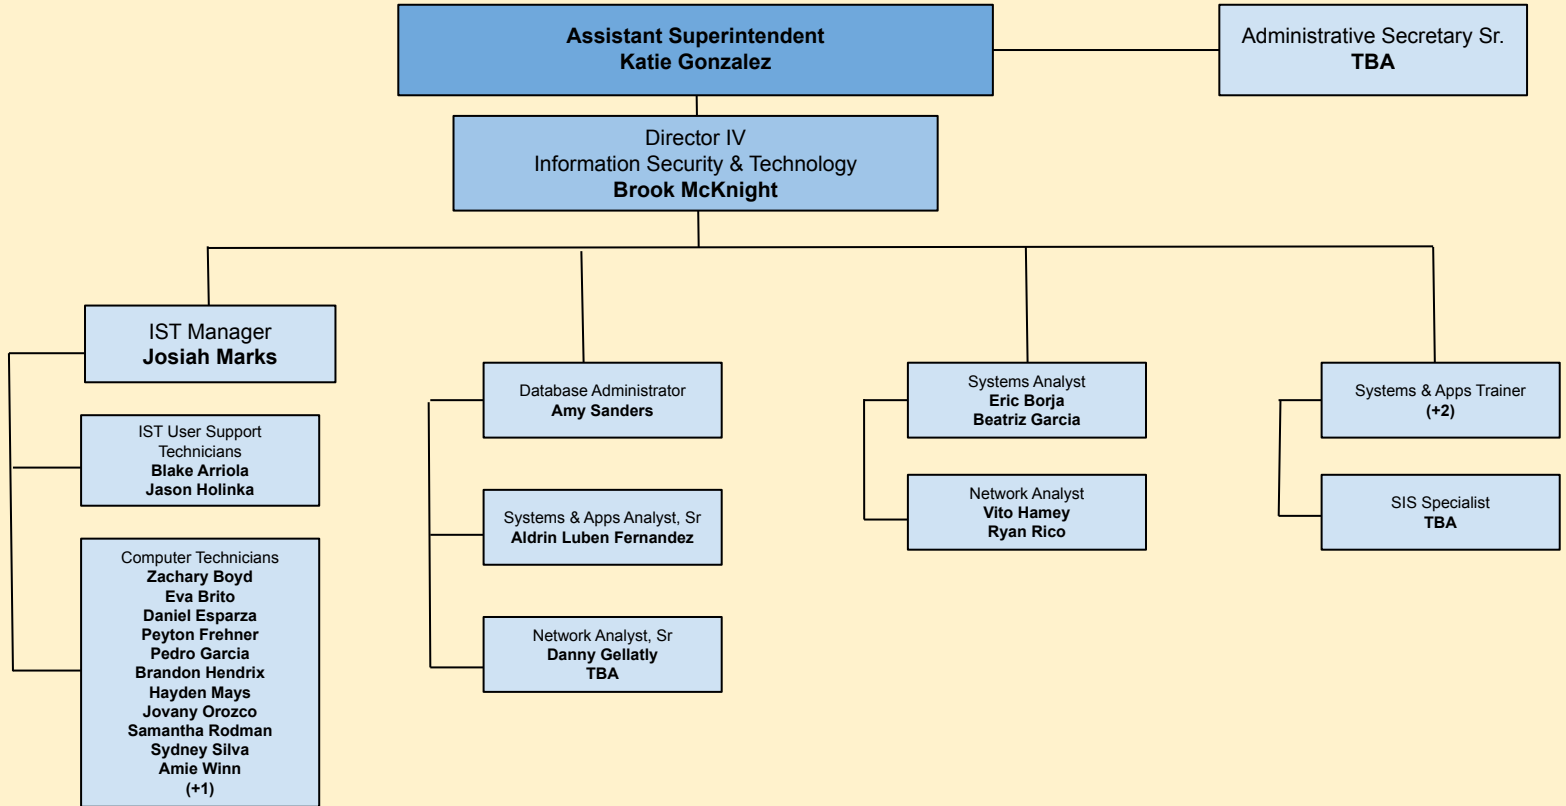 Assistant Superintendent
Katie Gonzalez
Administrative Secretary Sr.
TBA
Director IV
Information Security & Technology
Brook McKnight
IST Manager
Josiah Marks
IST User Support
Technicians
Blake Arriola
Jason Holinka
Computer Technicians
Zachary Boyd
Eva Brito
Daniel Esparza
Peyton Frehner
Pedro Garcia
Brandon Hendrix
Hayden Mays
Jovany Orozco
Samantha Rodman
Sydney Silva
Amie Winn
(+1)
Database Administrator
Amy Sanders
Systems & Apps Analyst, Sr
Aldrin Luben Fernandez
Network Analyst, Sr
Danny Gellatly
TBA
Systems Analyst
Eric Borja
Beatriz Garcia
Network Analyst
Vito Hamey
Ryan Rico
Systems & Apps Trainer
(+2)
SIS Specialist
TBA